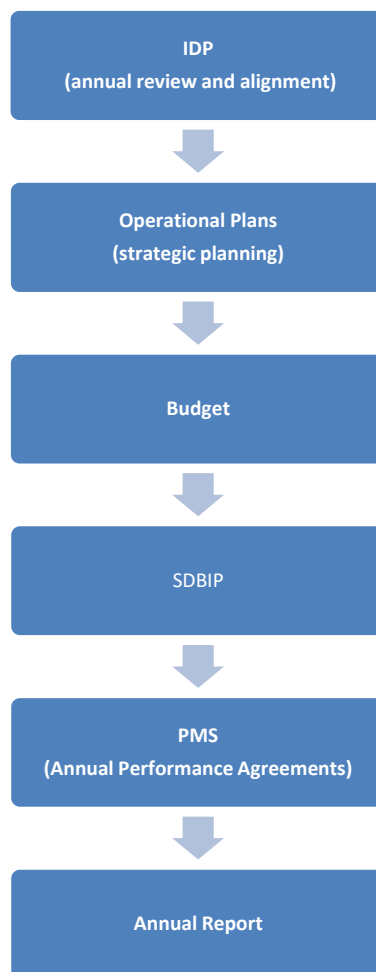 IDP
(annual review and alignment)
Operational Plans
(strategic planning)
Budget
SDBIP
PMS
(Annual Performance Agreements)
Annual Report